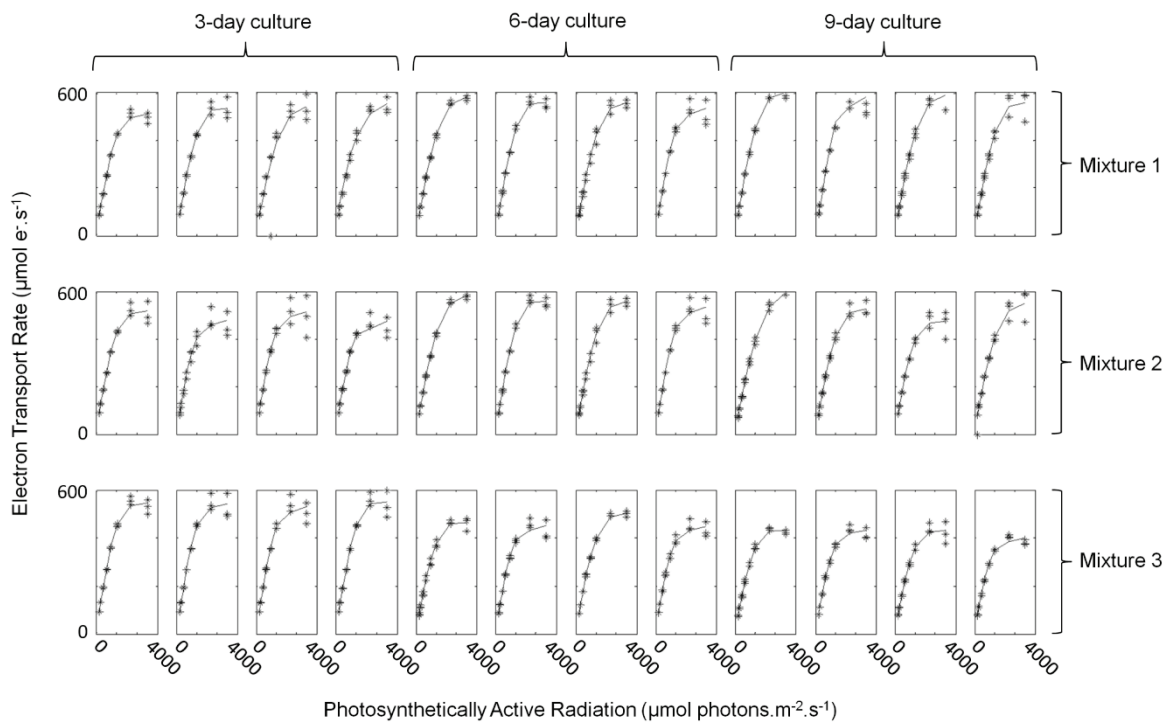 3-day culture 6-day culture 9-day culture
Electron Transport Rate (µmol e⁻.s⁻¹)
600
0
Mixture 1
600
0
Mixture 2
600
0
Mixture 3
0 4000 0 4000 0 4000 0 4000 0 4000 0 4000 0 4000 0 4000 0 4000 0 4000 0 4000 0 4000
Photosynthetically Active Radiation (µmol photons.m⁻².s⁻¹)